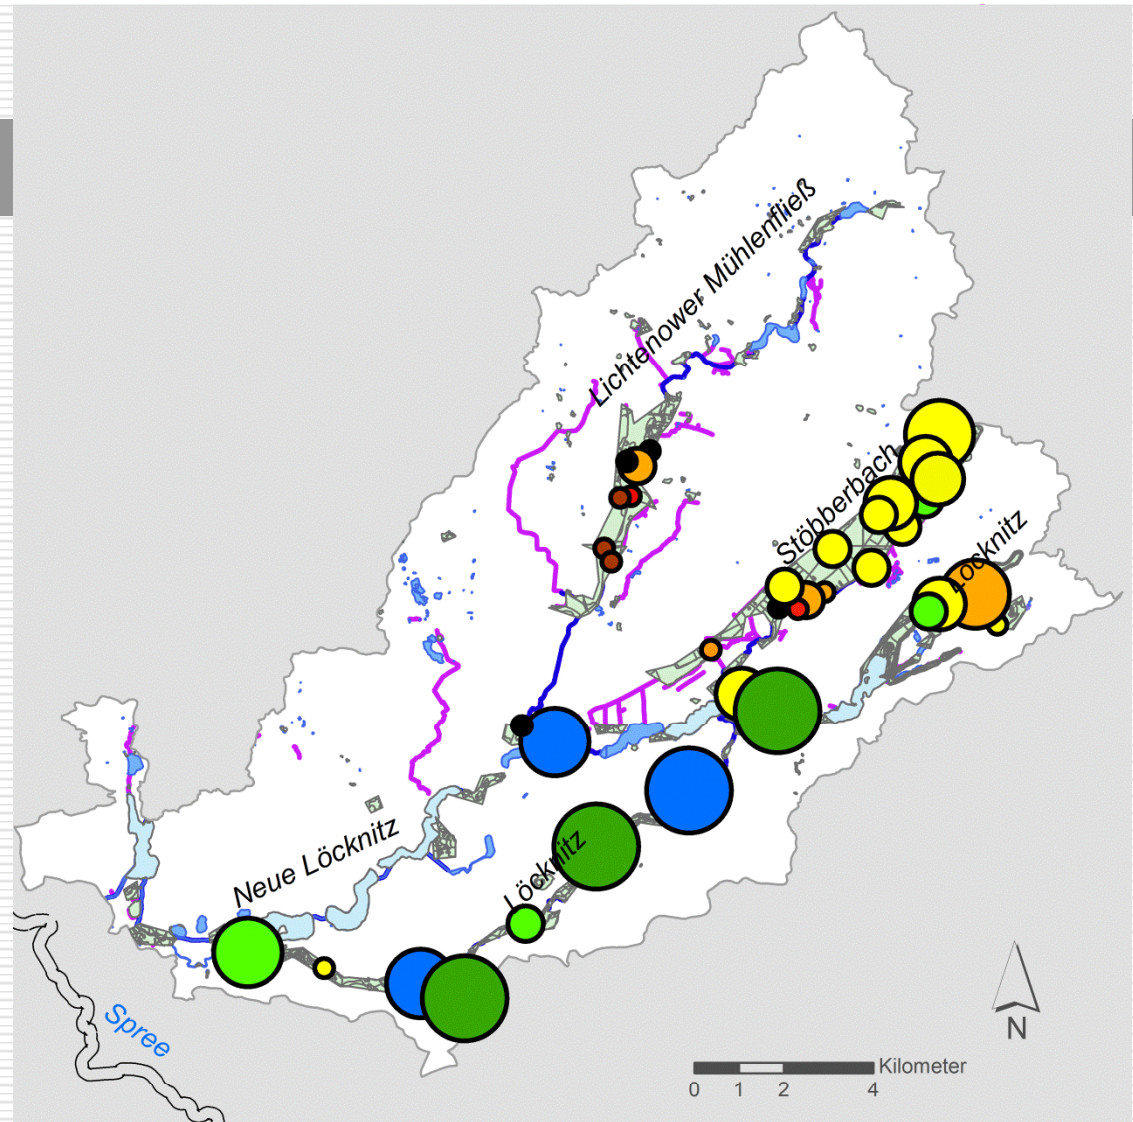 Lichtenower Mühlenfließ
Stöbberbach
Löcknitz
Neue Löcknitz
Löcknitz
Spree
N
Kilometer
0 1 2 4